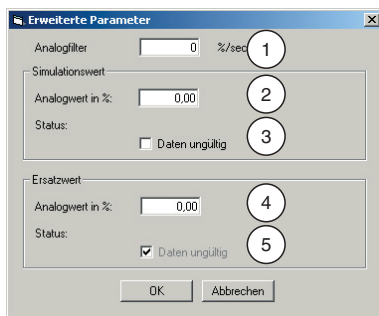 Erweiterte Parameter
Analogfilter 0 %/sec 1
Simulationswert
Analogwert in %: 0,00 2
Status:
Daten ungültig 3
Ersatzwert
Analogwert in %: 0,00 4
Status:
Daten ungültig 5
OK Abbrechen